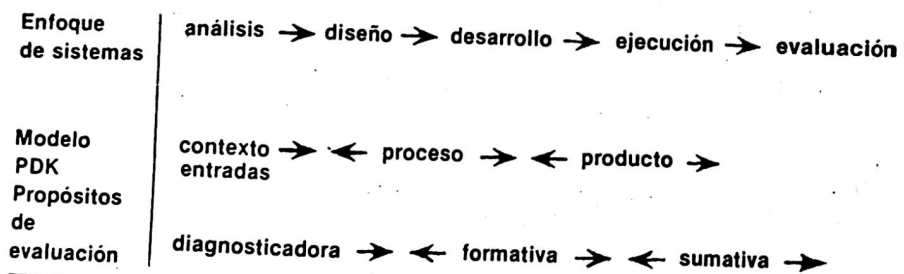 Enfoque
de sistemas
análisis → diseño → desarrollo → ejecución → evaluación
Modelo
PDK
Propósitos
de
evaluación
contexto → ← proceso → ← producto →
entradas
diagnosticadora → ← formativa → ← sumativa →